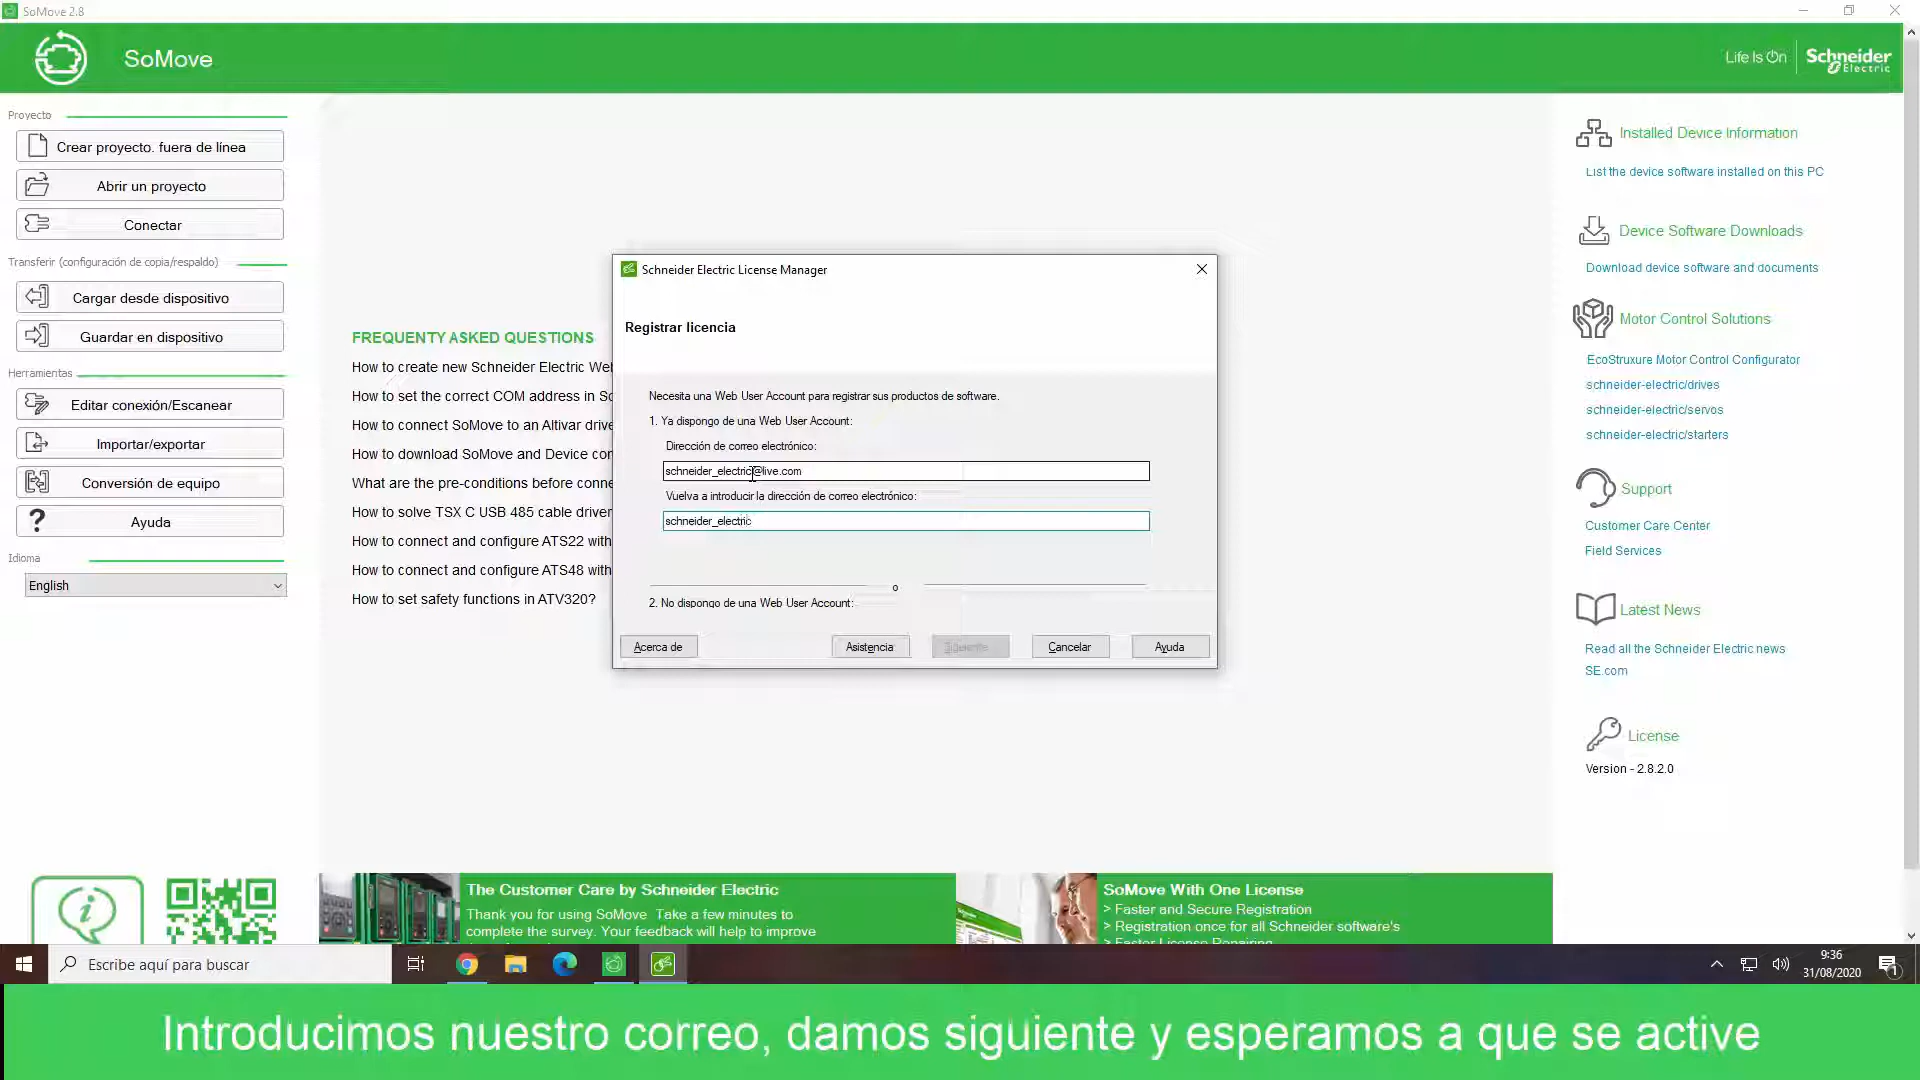 SoMove 2.8
SoMove
Life Is On
Schneider
Electric
Proyecto
Crear proyecto. fuera de línea
Abrir un proyecto
Conectar
Transferir (configuración de copia/respaldo)
Cargar desde dispositivo
Guardar en dispositivo
Herramientas
Editar conexión/Escanear
Importar/exportar
Conversión de equipo
Ayuda
Idioma
English
FREQUENTY ASKED QUESTIONS
How to create new Schneider Electric
How to set the correct COM address in
How to connect SoMove to an Altivar
How to download SoMove and Device
What are the pre-conditions before
How to solve TSX C USB 485 cable
How to connect and configure ATS22 with
How to connect and configure ATS48 with
How to set safety functions in ATV320?
Schneider Electric License Manager
Registrar licencia
Necesita una Web User Account para registrar sus productos de software.
1. Ya dispongo de una Web User Account:
Dirección de correo electrónico:
schneider_electric@live.com
Vuelva a introducir la dirección de correo electrónico:
schneider_electric
o
2. No dispongo de una Web User Account:
Acerca de
Asistencia
Siguiente
Cancelar
Ayuda
Installed Device Information
List the device software installed on this PC
Device Software Downloads
Download device software and documents
Motor Control Solutions
EcoStruxure Motor Control Configurator
schneider-electric/drives
schneider-electric/servos
schneider-electric/starters
Support
Customer Care Center
Field Services
Latest News
Read all the Schneider Electric news
SE.com
License
Version - 2.8.2.0
The Customer Care by Schneider Electric
Thank you for using SoMove Take a few minutes to
complete the survey. Your feedback will help to improve
SoMove With One License
> Faster and Secure Registration
> Registration once for all Schneider software's
> Faster License Repairing
Escribe aquí para buscar
9:36
31/08/2020
1
Introducimos nuestro correo, damos siguiente y esperamos a que se active